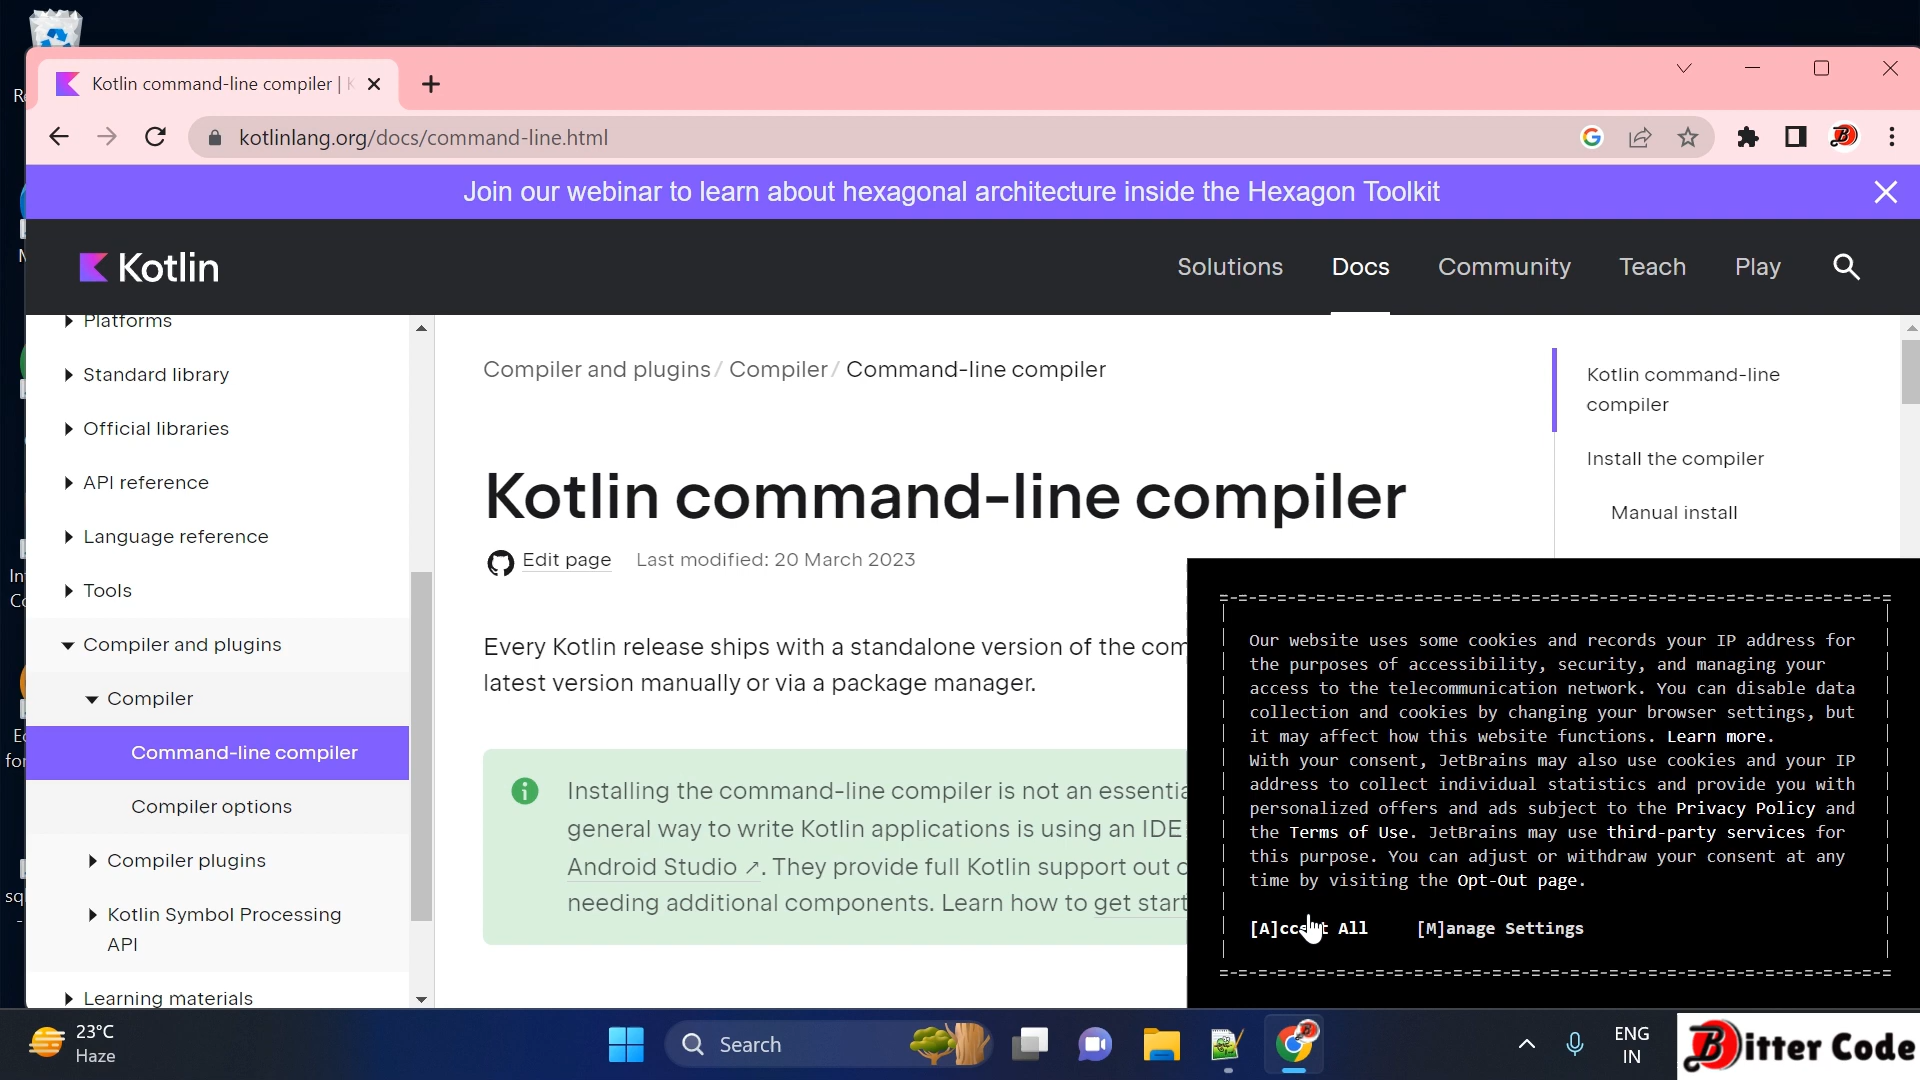 Kotlin command-line compiler |
kotlinlang.org/docs/command-line.html
Join our webinar to learn about hexagonal architecture inside the Hexagon Toolkit
Kotlin
Solutions
Docs
Community
Teach
Play
Platforms
Standard library
Official libraries
API reference
Language reference
Tools
Compiler and plugins
Compiler
Command-line compiler
Compiler options
Compiler plugins
Kotlin Symbol Processing
API
Learning materials
Compiler and plugins / Compiler / Command-line compiler
Kotlin command-line compiler
Edit page
Last modified: 20 March 2023
Every Kotlin release ships with a standalone version of the com
latest version manually or via a package manager.
Installing the command-line compiler is not an essentia
general way to write Kotlin applications is using an IDE
Android Studio ↗. They provide full Kotlin support out o
needing additional components. Learn how to get start
Kotlin command-line
compiler
Install the compiler
Manual install
Our website uses some cookies and records your IP address for
the purposes of accessibility, security, and managing your
access to the telecommunication network. You can disable data
collection and cookies by changing your browser settings, but
it may affect how this website functions. Learn more.
With your consent, JetBrains may also use cookies and your IP
address to collect individual statistics and provide you with
personalized offers and ads subject to the Privacy Policy and
the Terms of Use. JetBrains may use third-party services for
this purpose. You can adjust or withdraw your consent at any
time by visiting the Opt-Out page.
[A]ccept All
[M]anage Settings
23°C
Haze
Search
ENG
IN
Bitter Code